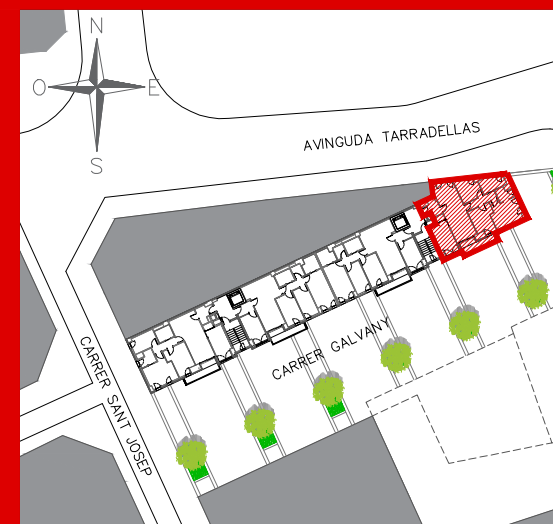 N
O
E
S
AVINGUDA TARRADELLAS
CARRER GALVANY
CARRER SANT JOSEP